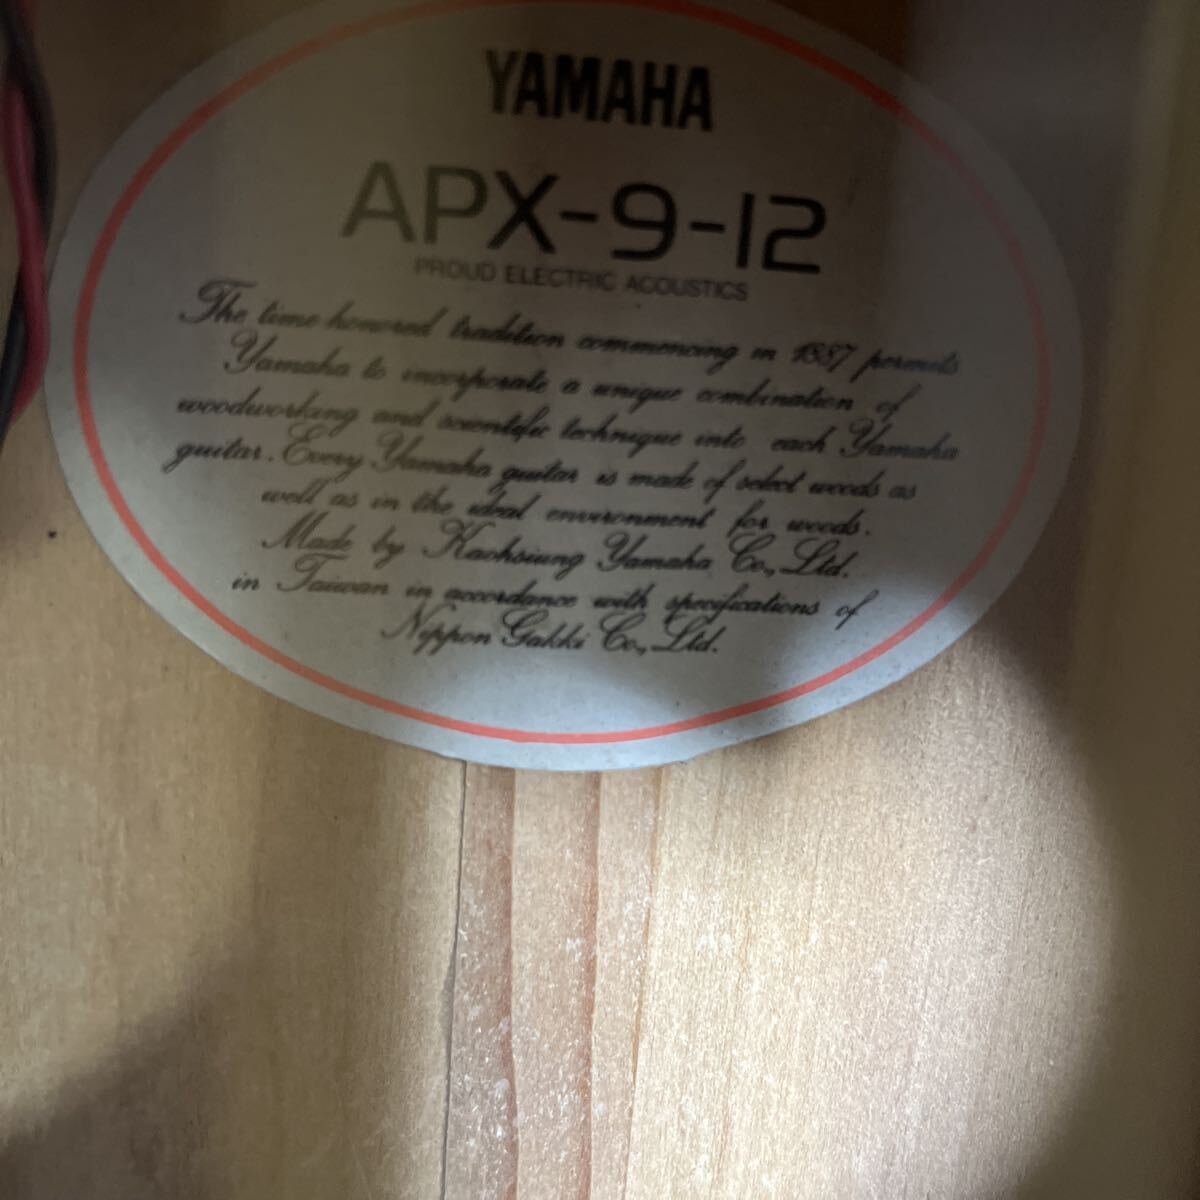 YAMAHA
APX-9-12
PROUD ELECTRIC ACOUSTICS
The time-honored tradition commencing in 1887 permits
Yamaha to incorporate a unique combination of
woodworking and scientific technique into each Yamaha
guitar. Every Yamaha guitar is made of select woods as
well as in the ideal environment for woods.
Made by Kaohsiung Yamaha Co., Ltd.
in Taiwan in accordance with specifications of
Nippon Gakki Co., Ltd.